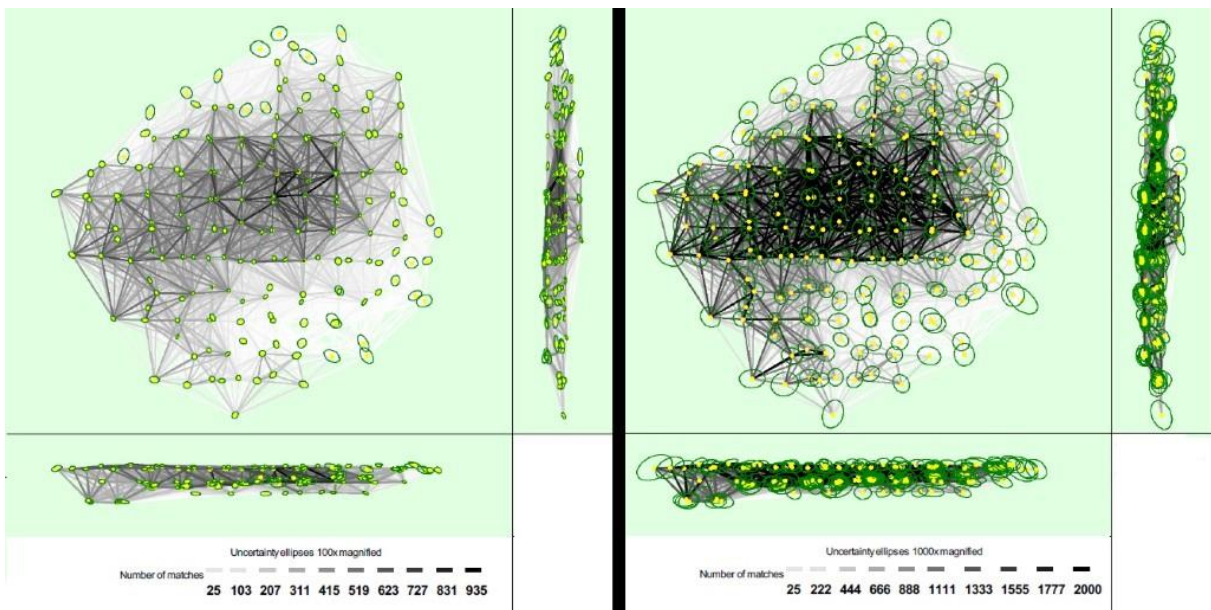 Uncertainty ellipses 100x magnified
Number of matches
25 103 207 311 415 519 623 727 831 935
Uncertainty ellipses 1000x magnified
Number of matches
25 222 444 666 888 1111 1333 1555 1777 2000